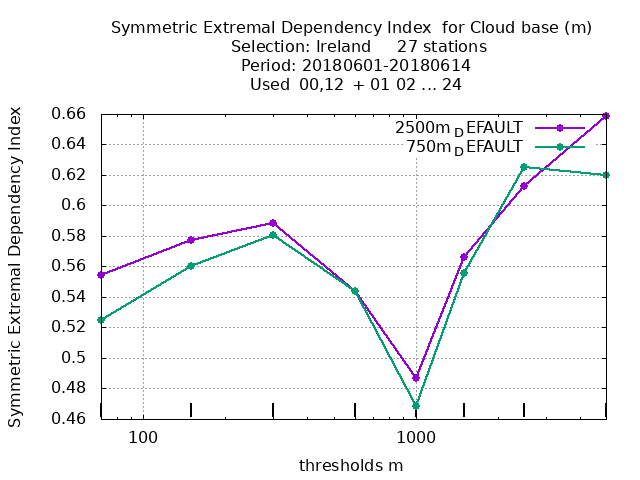 Symmetric Extremal Dependency Index for Cloud base (m)
Selection: Ireland 27 stations
Period: 20180601-20180614
Used 00,12 + 01 02 ... 24
Symmetric Extremal Dependency Index
0.66
0.64
0.62
0.6
0.58
0.56
0.54
0.52
0.5
0.48
0.46
2500m_DEFAULT
750m_DEFAULT
100
1000
thresholds m